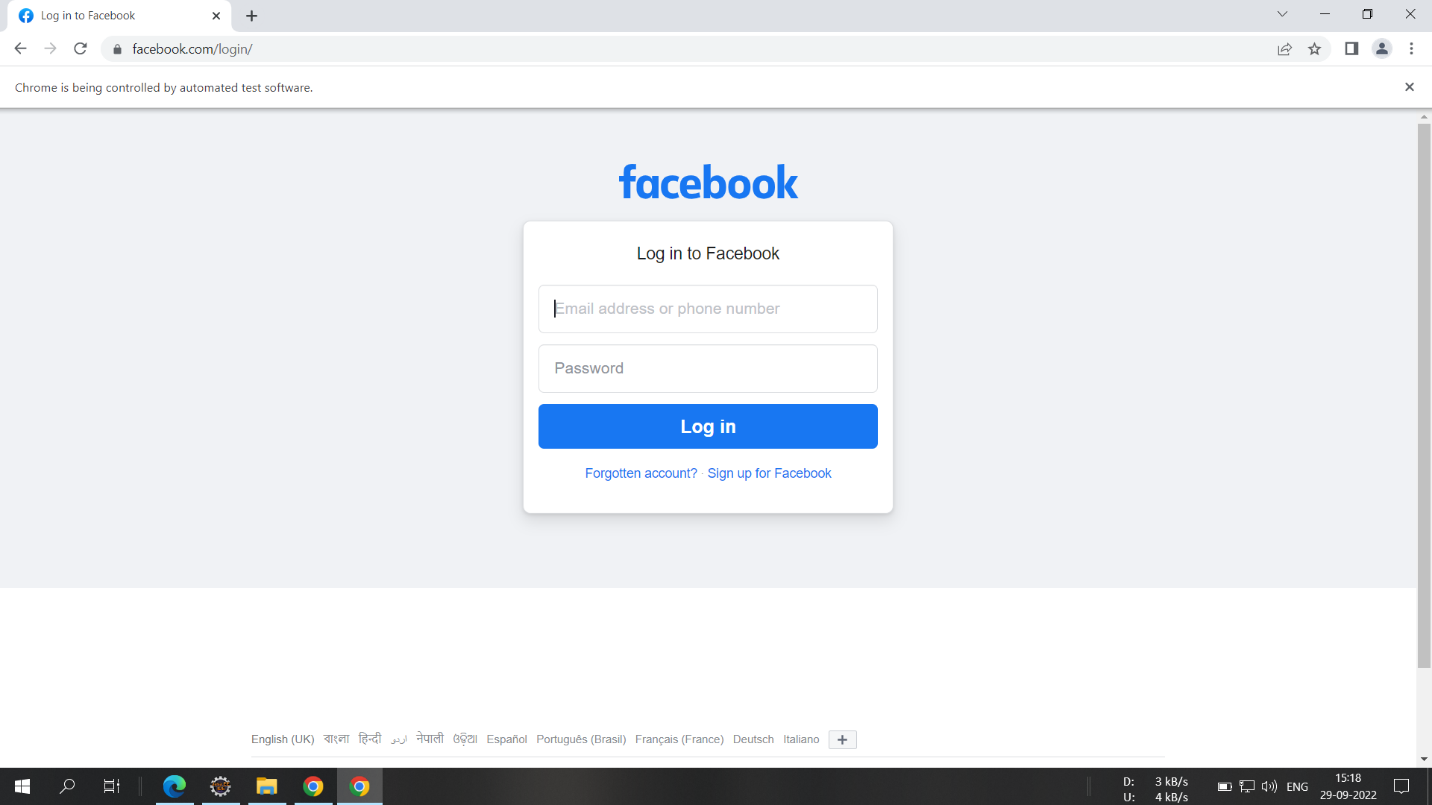 Log in to Facebook
facebook.com/login/
Chrome is being controlled by automated test software.
facebook
Log in to Facebook
Email address or phone number
Password
Log in
Forgotten account? · Sign up for Facebook
English (UK) বাংলা हिन्दी اردو नेपाली ଓଡ଼ିଆ Español Português (Brasil) Français (France) Deutsch Italiano
D: 3 kB/s
U: 4 kB/s
ENG
15:18
29-09-2022